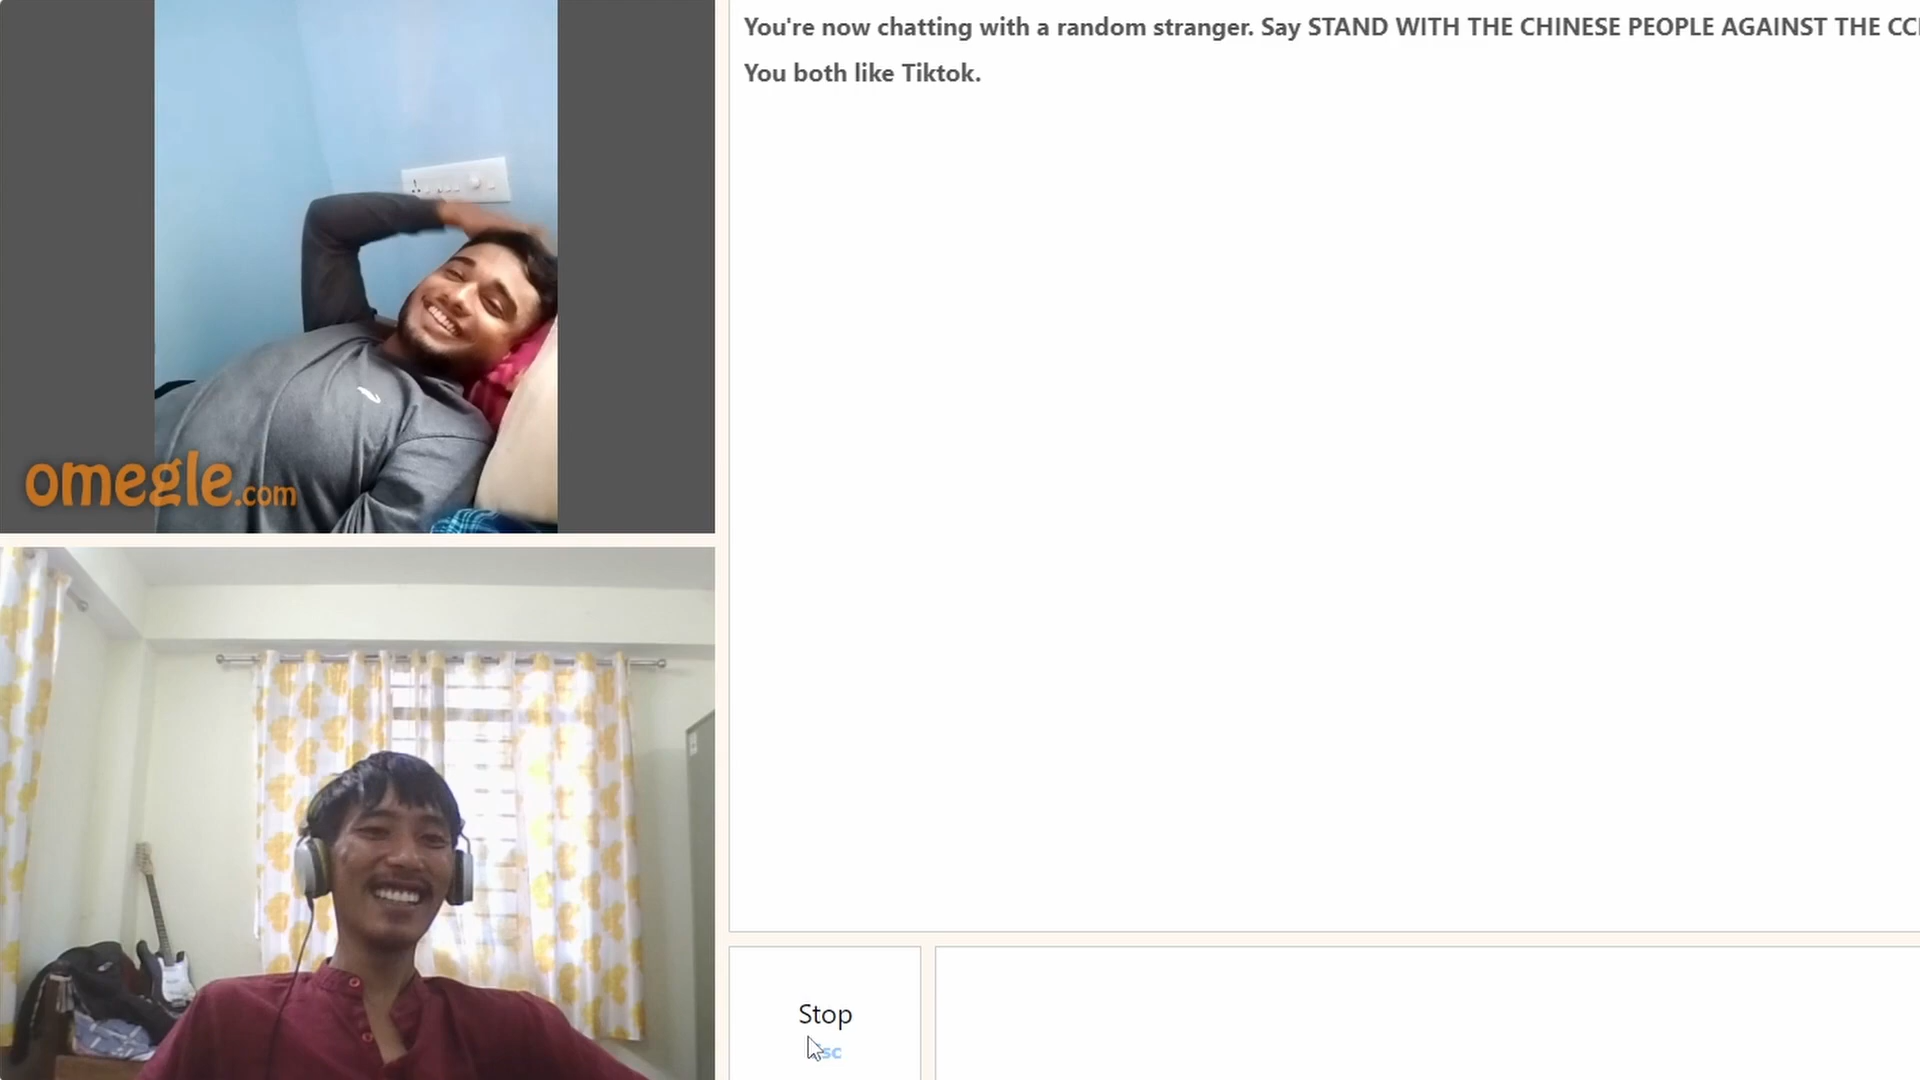 You're now chatting with a random stranger. Say STAND WITH THE CHINESE PEOPLE AGAINST THE
You both like Tiktok.
omegle.com
Stop